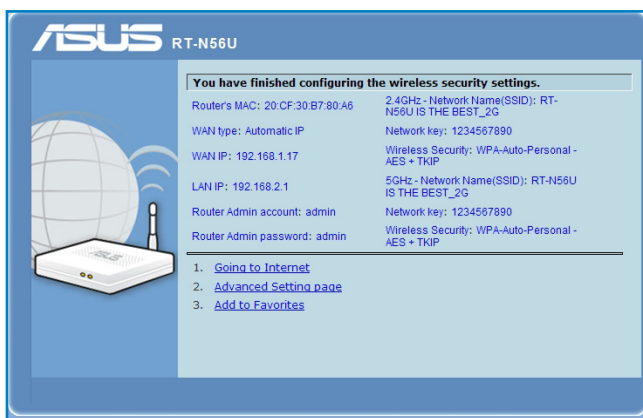 ASUS RT-N56U
You have finished configuring the wireless security settings.
Router's MAC: 20:CF:30:B7:80:A6
2.4GHz - Network Name(SSID): RT-
N56U IS THE BEST_2G
WAN type: Automatic IP
Network key: 1234567890
WAN IP: 192.168.1.17
Wireless Security: WPA-Auto-Personal -
AES + TKIP
LAN IP: 192.168.2.1
5GHz - Network Name(SSID): RT-N56U
IS THE BEST_2G
Router Admin account: admin
Network key: 1234567890
Router Admin password: admin
Wireless Security: WPA-Auto-Personal -
AES + TKIP
1. Going to Internet
2. Advanced Setting page
3. Add to Favorites
ASUS